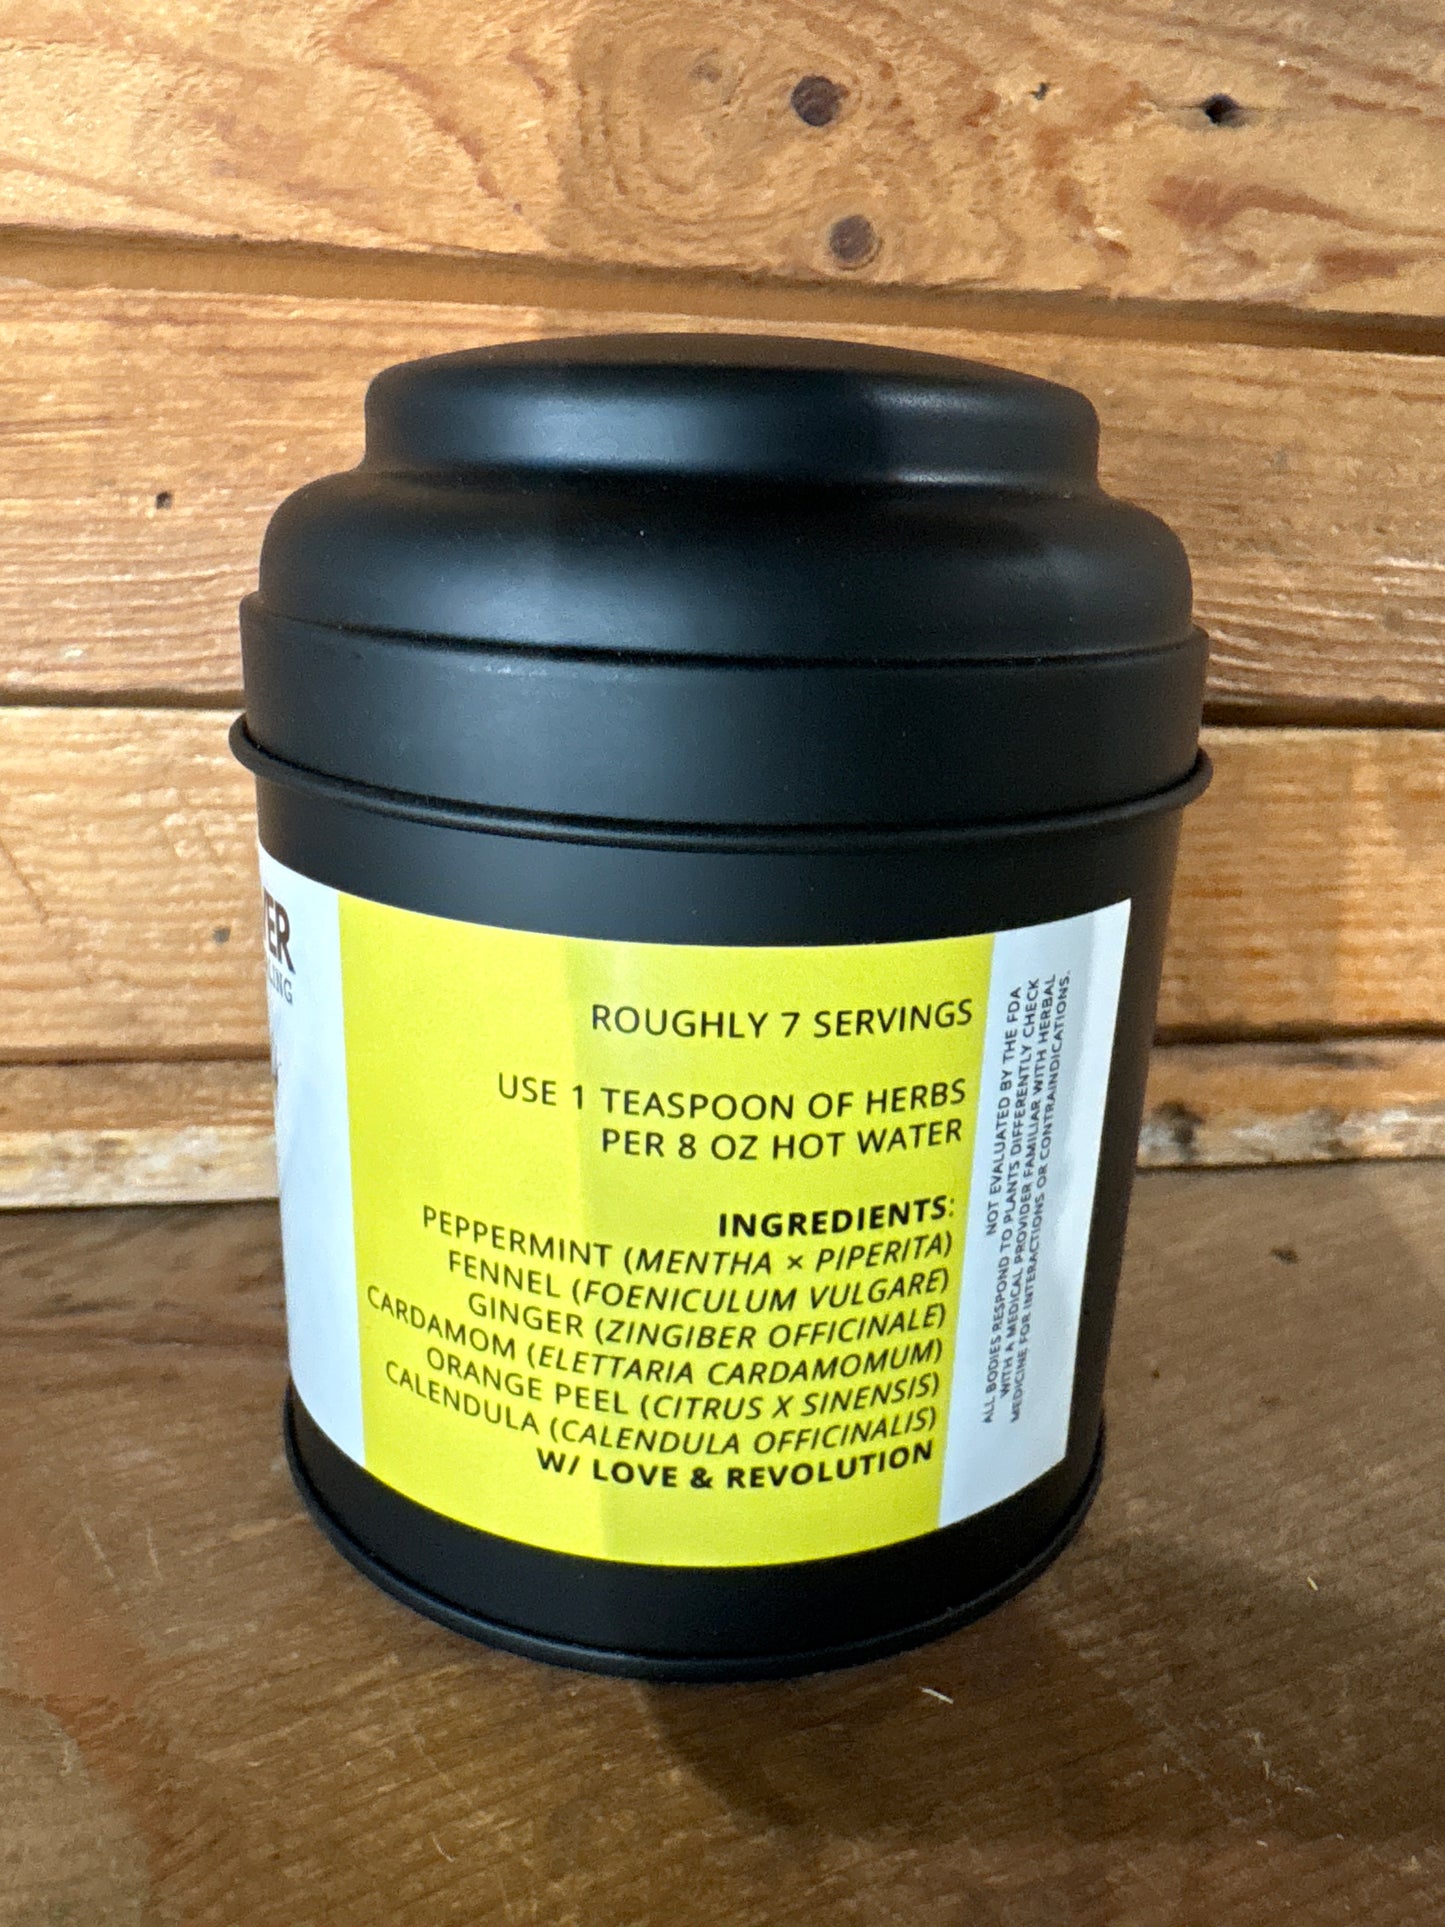 ROUGHLY 7 SERVINGS
USE 1 TEASPOON OF HERBS
PER 8 OZ HOT WATER
INGREDIENTS:
PEPPERMINT (MENTHA × PIPERITA)
FENNEL (FOENICULUM VULGARE)
GINGER (ZINGIBER OFFICINALE)
CARDAMOM (ELETTARIA CARDAMOMUM)
ORANGE PEEL (CITRUS X SINENSIS)
CALENDULA (CALENDULA OFFICINALIS)
W/ LOVE & REVOLUTION
NOT EVALUATED BY THE FDA
ALL BODIES RESPOND TO PLANTS DIFFERENTLY CHECK
WITH A MEDICAL PROVIDER FAMILIAR WITH HERBAL
MEDICINE FOR INTERACTIONS OR CONTRAINDICATIONS.